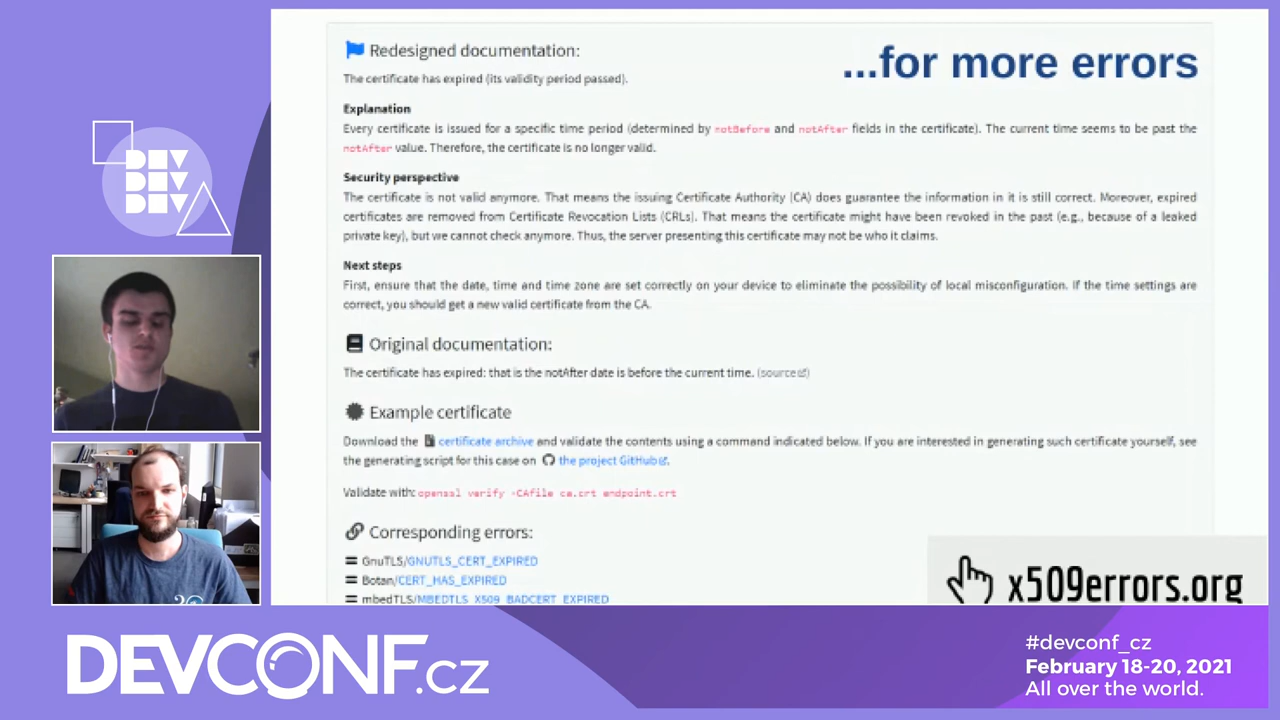 Redesigned documentation:
...for more errors
The certificate has expired (its validity period passed).
Explanation
Every certificate is issued for a specific time period (determined by notBefore and notAfter fields in the certificate). The current time seems to be past the
notAfter value. Therefore, the certificate is no longer valid.
Security perspective
The certificate is not valid anymore. That means the issuing Certificate Authority (CA) does guarantee the information in it is still correct. Moreover, expired
certificates are removed from Certificate Revocation Lists (CRLs). That means the certificate might have been revoked in the past (e.g., because of a leaked
private key), but we cannot check anymore. Thus, the server presenting this certificate may not be who it claims.
Next steps
First, ensure that the date, time and time zone are set correctly on your device to eliminate the possibility of local misconfiguration. If the time settings are
correct, you should get a new valid certificate from the CA.
Original documentation:
The certificate has expired: that is the notAfter date is before the current time. (source)
Example certificate
Download the certificate archive and validate the contents using a command indicated below. If you are interested in generating such certificate yourself, see
the generating script for this case on the project GitHub.
Validate with: openssl verify -CAfile ca.crt endpoint.crt
Corresponding errors:
GnuTLS/GNUTLS_CERT_EXPIRED
Botan/CERT_HAS_EXPIRED
mbedTLS/MBEDTLS_X509_BADCERT_EXPIRED
x509errors.org
DEV
DEV
DEV
DEVCONF.cz
#devconf_cz
February 18-20, 2021
All over the world.